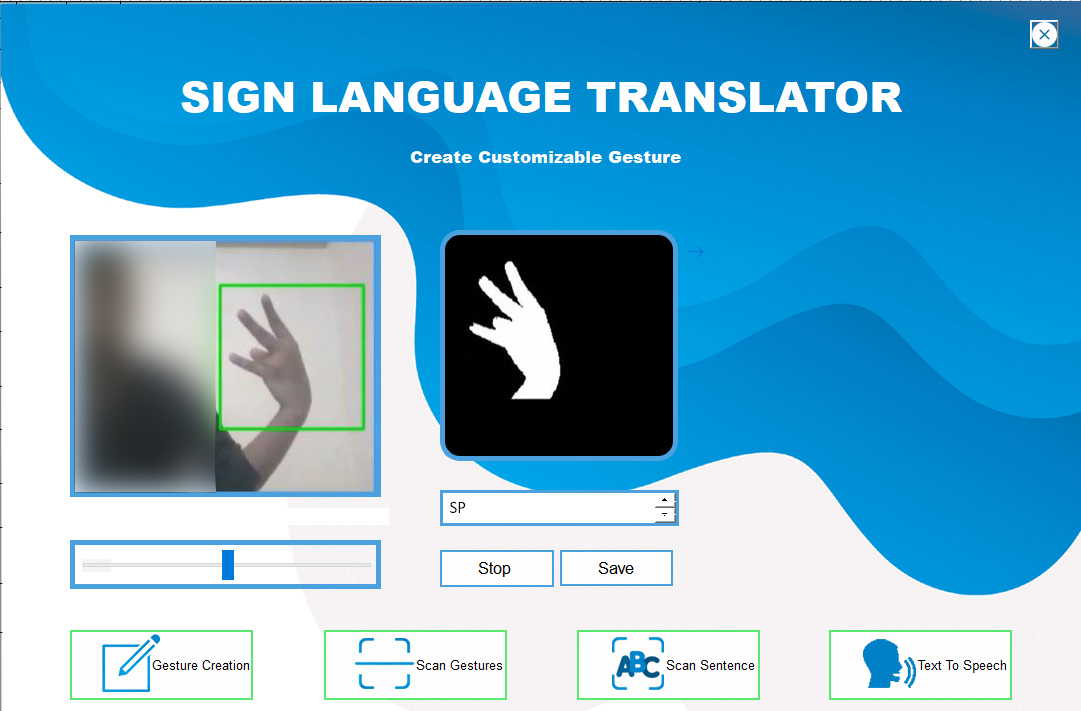 SIGN LANGUAGE TRANSLATOR
Create Customizable Gesture
SP
Stop
Save
Gesture Creation
Scan Gestures
ABC
Scan Sentence
Text To Speech